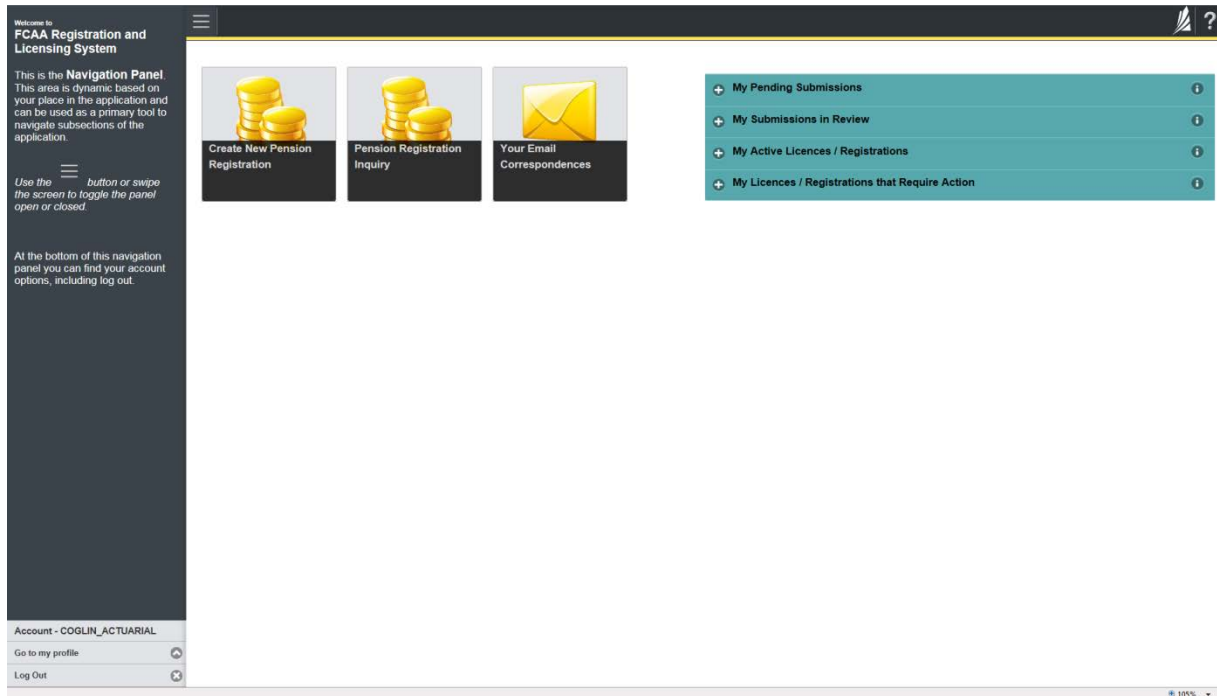 Welcome to
FCAA Registration and
Licensing System
This is the Navigation Panel.
This area is dynamic based on
your place in the application and
can be used as a primary tool to
navigate subsections of the
application.
Use the button or swipe
the screen to toggle the panel
open or closed.
At the bottom of this navigation
panel you can find your account
options, including log out.
Account - COGLIN_ACTUARIAL
Go to my profile
Log Out
?
Create New Pension
Registration
Pension Registration
Inquiry
Your Email
Correspondences
My Pending Submissions
My Submissions in Review
My Active Licences / Registrations
My Licences / Registrations that Require Action
105%